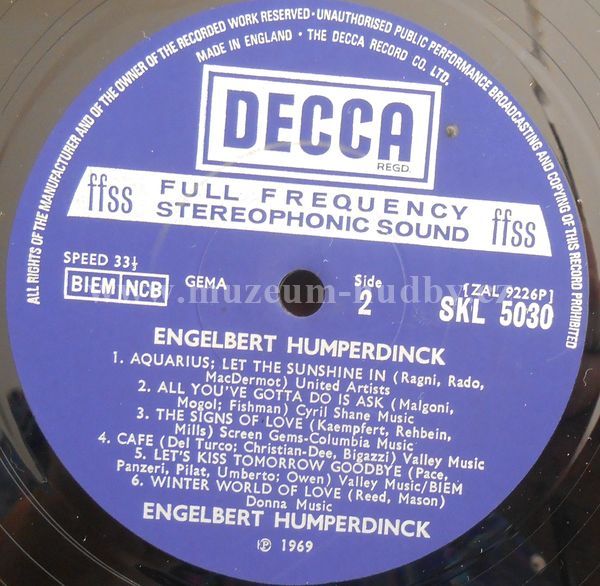 ALL RIGHTS OF THE MANUFACTURER AND OF THE OWNER OF THE RECORDED WORK RESERVED · UNAUTHORISED PUBLIC PERFORMANCE BROADCASTING AND COPYING OF THIS RECORD PROHIBITED
MADE IN ENGLAND · THE DECCA RECORD CO. LTD.
DECCA
REGD.
ffss FULL FREQUENCY STEREOPHONIC SOUND ffss
SPEED 33⅓
BIEM NCB GEMA
Side 2
[ZAL 9226P]
SKL 5030
www.muzeum-hudby.cz
ENGELBERT HUMPERDINCK
1. AQUARIUS; LET THE SUNSHINE IN (Ragni, Rado,
MacDermot) United Artists
2. ALL YOU'VE GOTTA DO IS ASK (Malgoni,
Mogol; Fishman) Cyril Shane Music
3. THE SIGNS OF LOVE (Kaempfert, Rehbein,
Mills) Screen Gems-Columbia Music
4. CAFE (Del Turco; Christian-Dee, Bigazzi) Valley Music
5. LET'S KISS TOMORROW GOODBYE (Pace,
Panzeri, Pilat, Umberto; Owen) Valley Music/BIEM
6. WINTER WORLD OF LOVE (Reed, Mason)
Donna Music
ENGELBERT HUMPERDINCK
℗ 1969